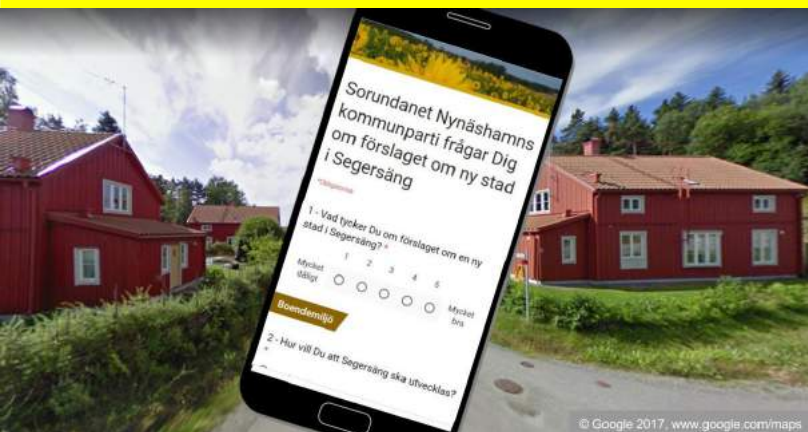 Sorundanet Nynäshamns
kommunparti frågar Dig
om förslaget om ny stad
i Segersäng
*Obligatorisk
1 - Vad tycker Du om förslaget om en ny
stad i Segersäng? *
1 2 3 4 5
Mycket
dåligt
Mycket
bra
Boendemiljö
2 - Hur vill Du att Segersäng ska utvecklas?
*
© Google 2017, www.google.com/maps